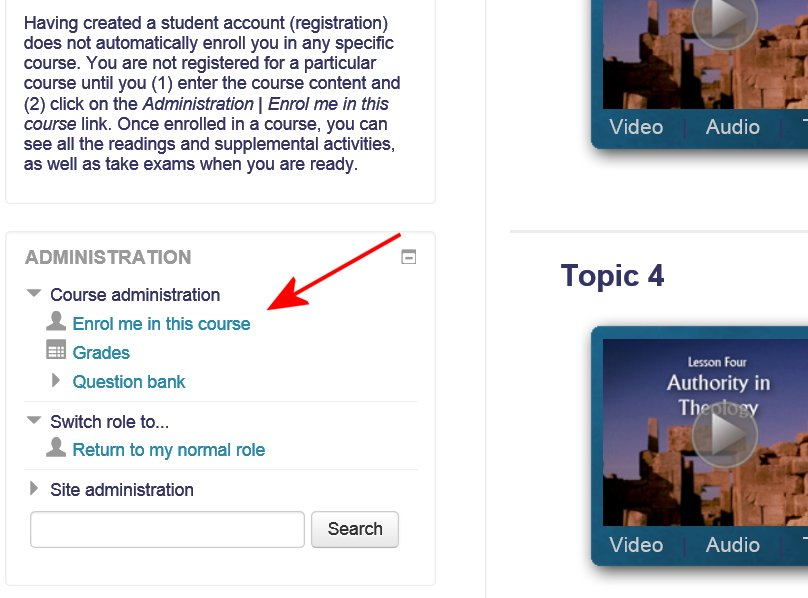 Having created a student account (registration)
does not automatically enroll you in any specific
course. You are not registered for a particular
course until you (1) enter the course content and
(2) click on the Administration | Enrol me in this
course link. Once enrolled in a course, you can
see all the readings and supplemental activities,
as well as take exams when you are ready.
ADMINISTRATION
Course administration
Enrol me in this course
Grades
Question bank
Switch role to...
Return to my normal role
Site administration
Search
Video | Audio |
Topic 4
Lesson Four
Authority in
Theology
Video | Audio |